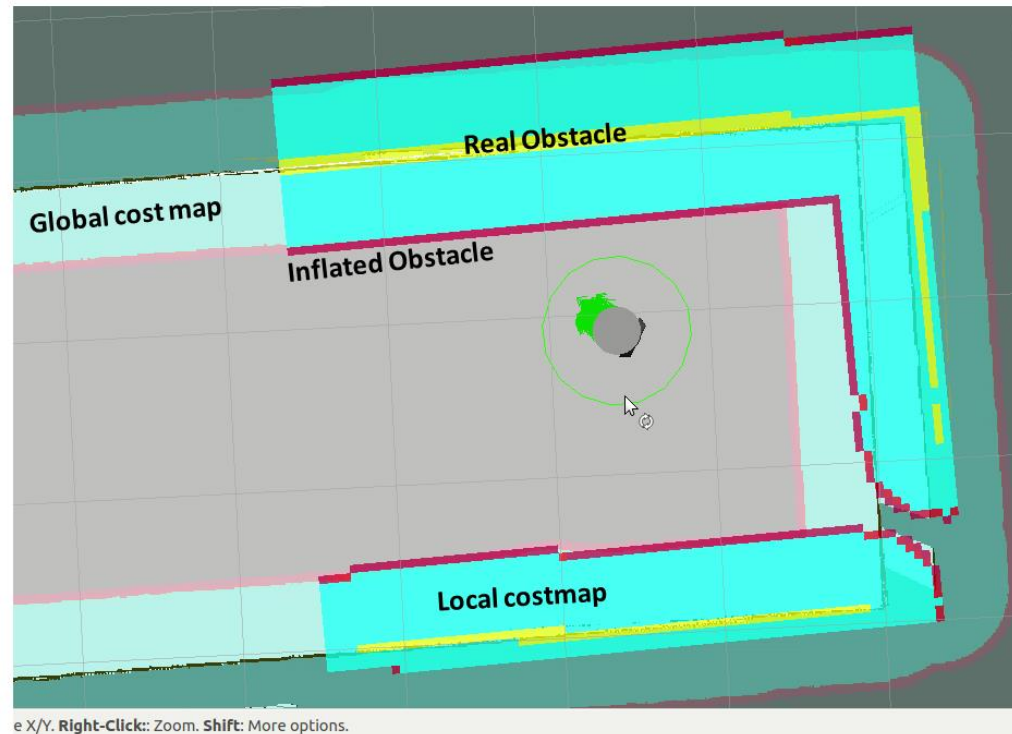 Real Obstacle
Global cost map
Inflated Obstacle
Local costmap
e X/Y. Right-Click:: Zoom. Shift: More options.